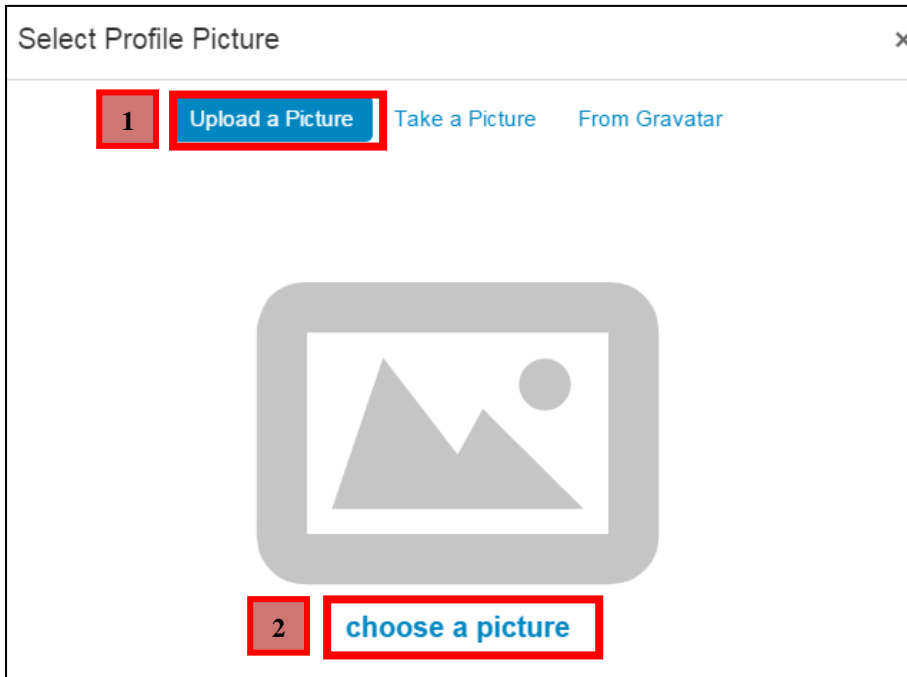 Select Profile Picture ×
1 Upload a Picture Take a Picture From Gravatar
2 choose a picture